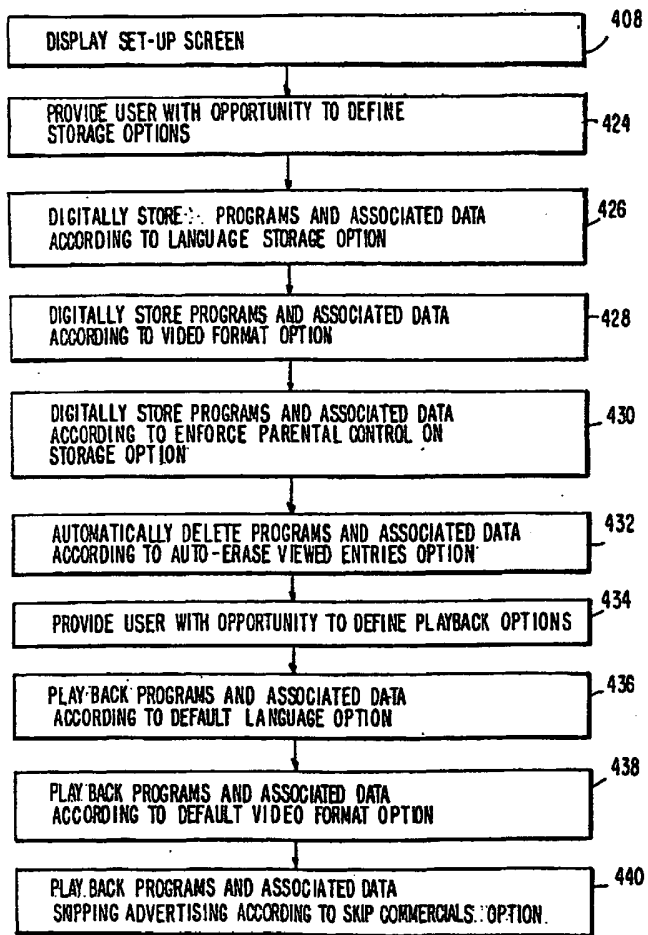 DISPLAY SET-UP SCREEN
408
PROVIDE USER WITH OPPORTUNITY TO DEFINE
STORAGE OPTIONS
424
DIGITALLY STORE PROGRAMS AND ASSOCIATED DATA
ACCORDING TO LANGUAGE STORAGE OPTION
426
DIGITALLY STORE PROGRAMS AND ASSOCIATED DATA
ACCORDING TO VIDEO FORMAT OPTION
428
DIGITALLY STORE PROGRAMS AND ASSOCIATED DATA
ACCORDING TO ENFORCE PARENTAL CONTROL ON
STORAGE OPTION
430
AUTOMATICALLY DELETE PROGRAMS AND ASSOCIATED DATA
ACCORDING TO AUTO-ERASE VIEWED ENTRIES OPTION
432
PROVIDE USER WITH OPPORTUNITY TO DEFINE PLAYBACK OPTIONS
434
PLAY BACK PROGRAMS AND ASSOCIATED DATA
ACCORDING TO DEFAULT LANGUAGE OPTION
436
PLAY BACK PROGRAMS AND ASSOCIATED DATA
ACCORDING TO DEFAULT VIDEO FORMAT OPTION
438
PLAY BACK PROGRAMS AND ASSOCIATED DATA
SKIPPING ADVERTISING ACCORDING TO SKIP COMMERCIALS OPTION
440